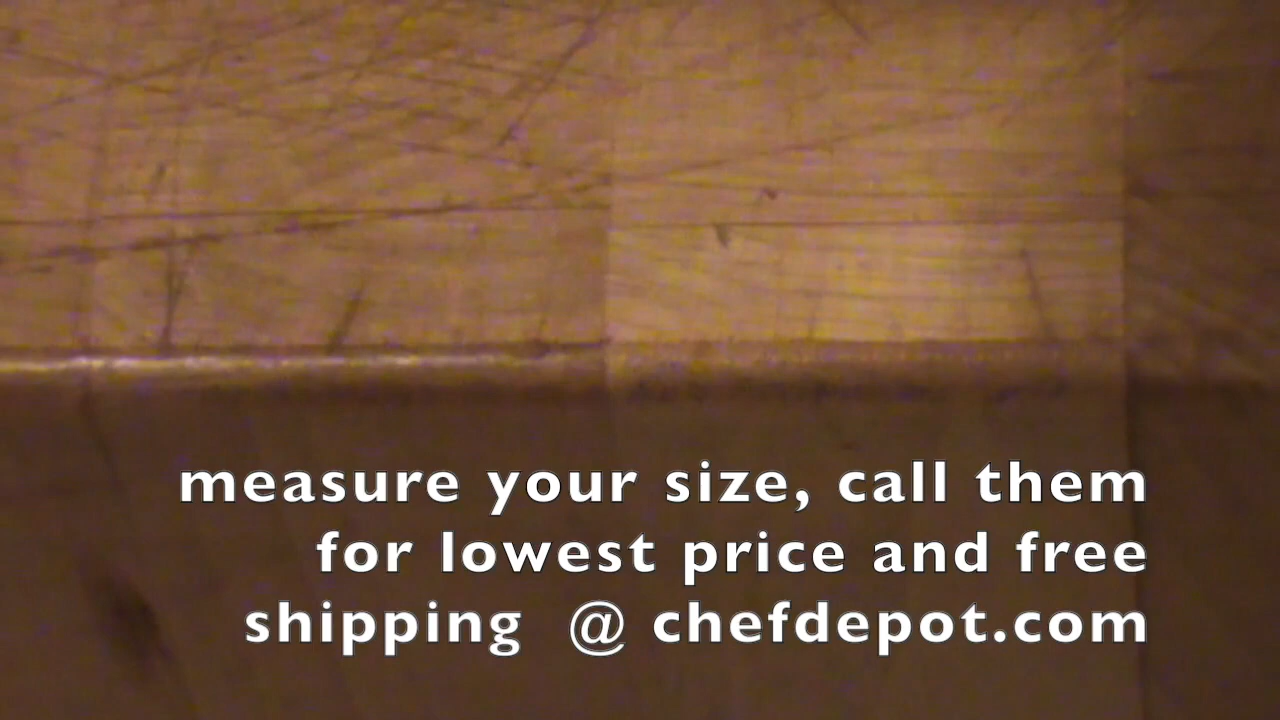 measure your size, call them
for lowest price and free
shipping @ chefdepot.com